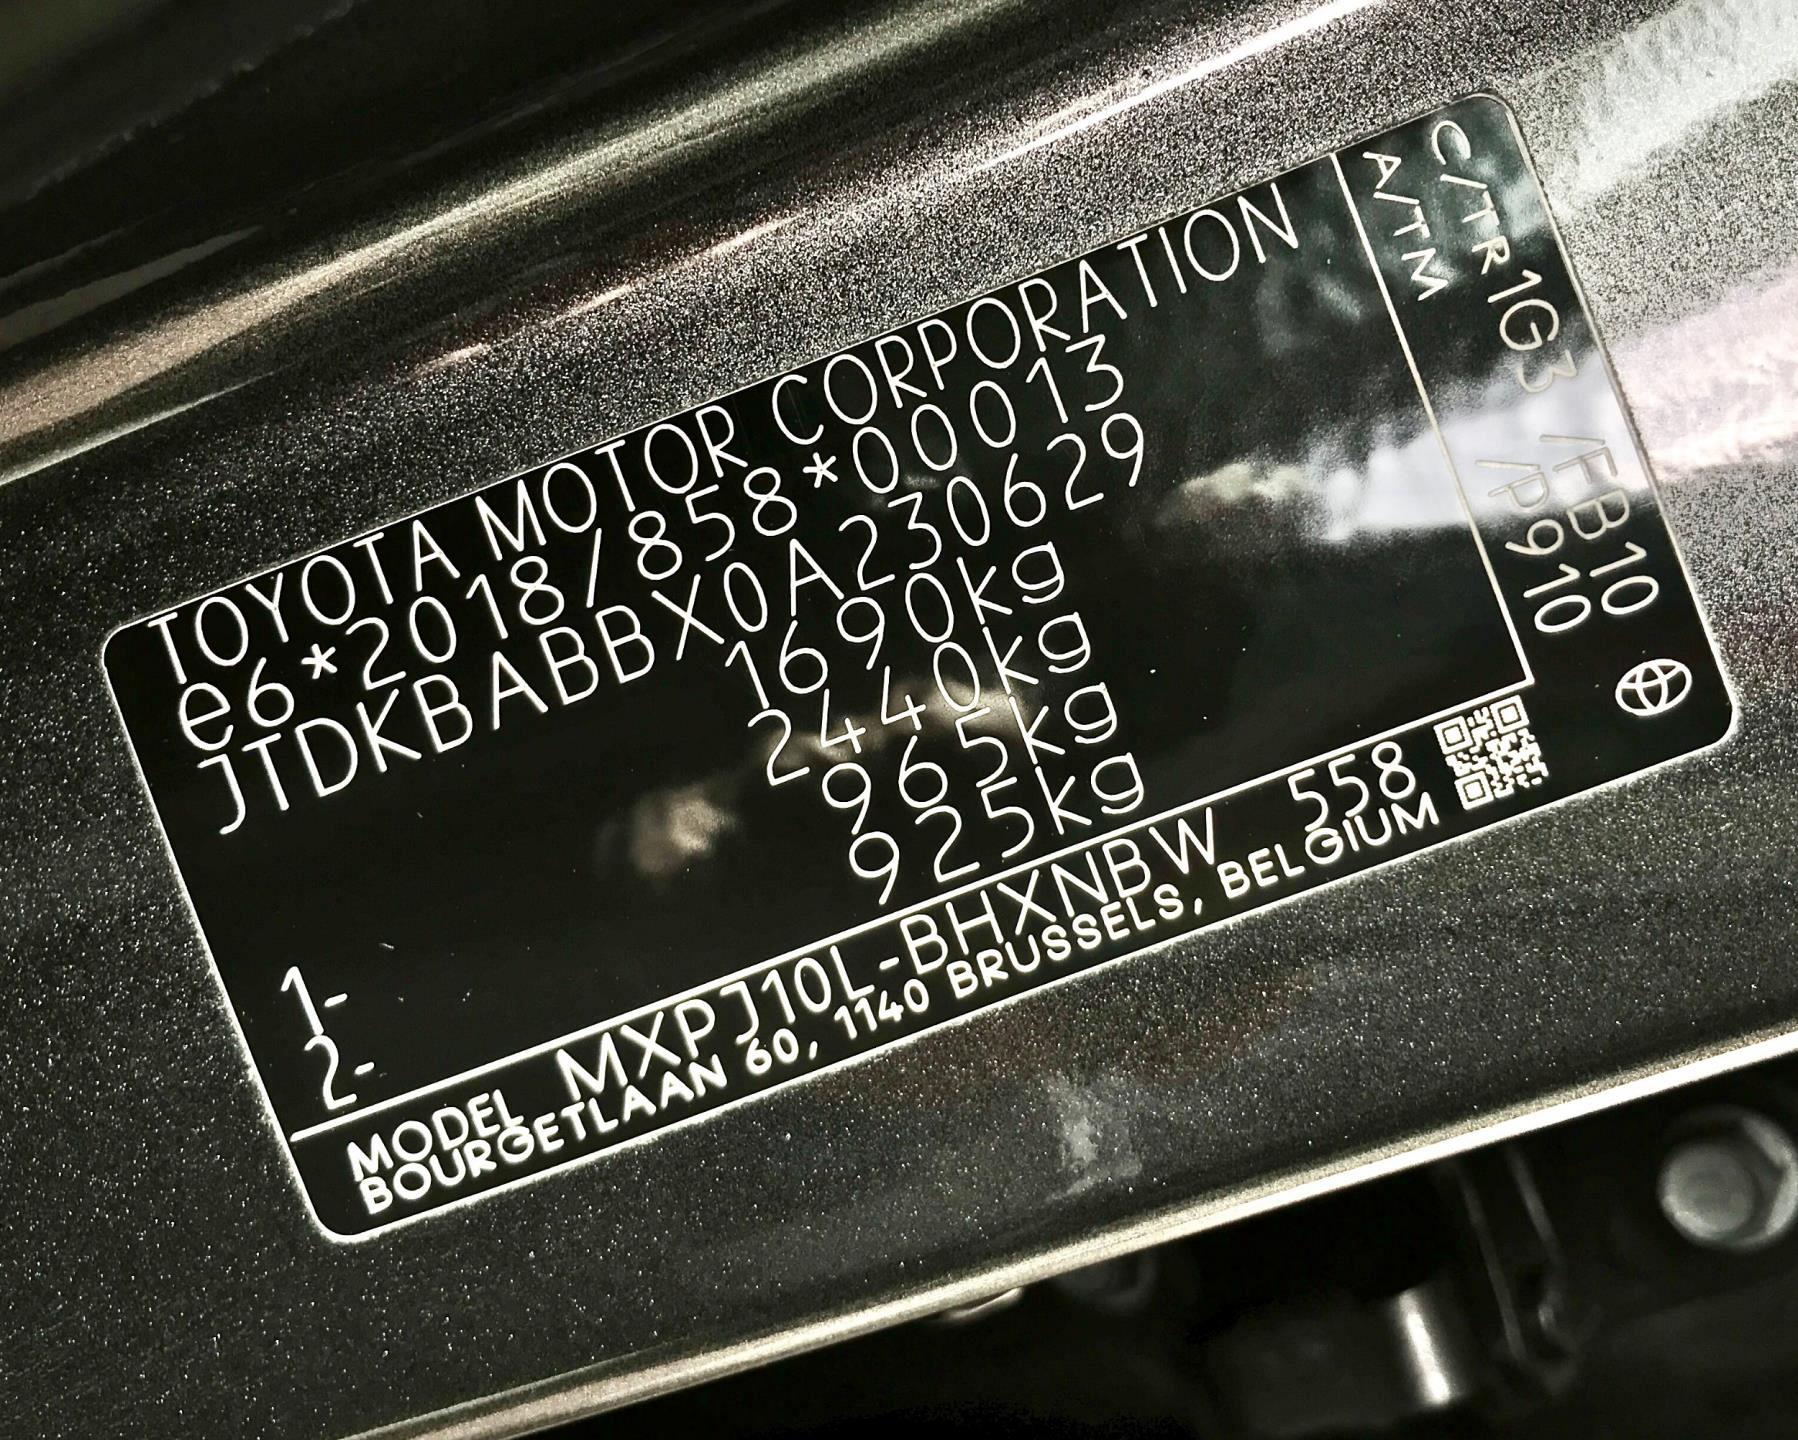 TOYOTA MOTOR CORPORATION
e6*2018/858*00013
JTDKBABBX0A230629
1690kg
2440kg
1- 965kg
2- 925kg
MODEL MXPJ10L-BHXNBW 558
BOURGETLAAN 60, 1140 BRUSSELS, BELGIUM
C/TR 1G3 /FB10
A/TM /P910